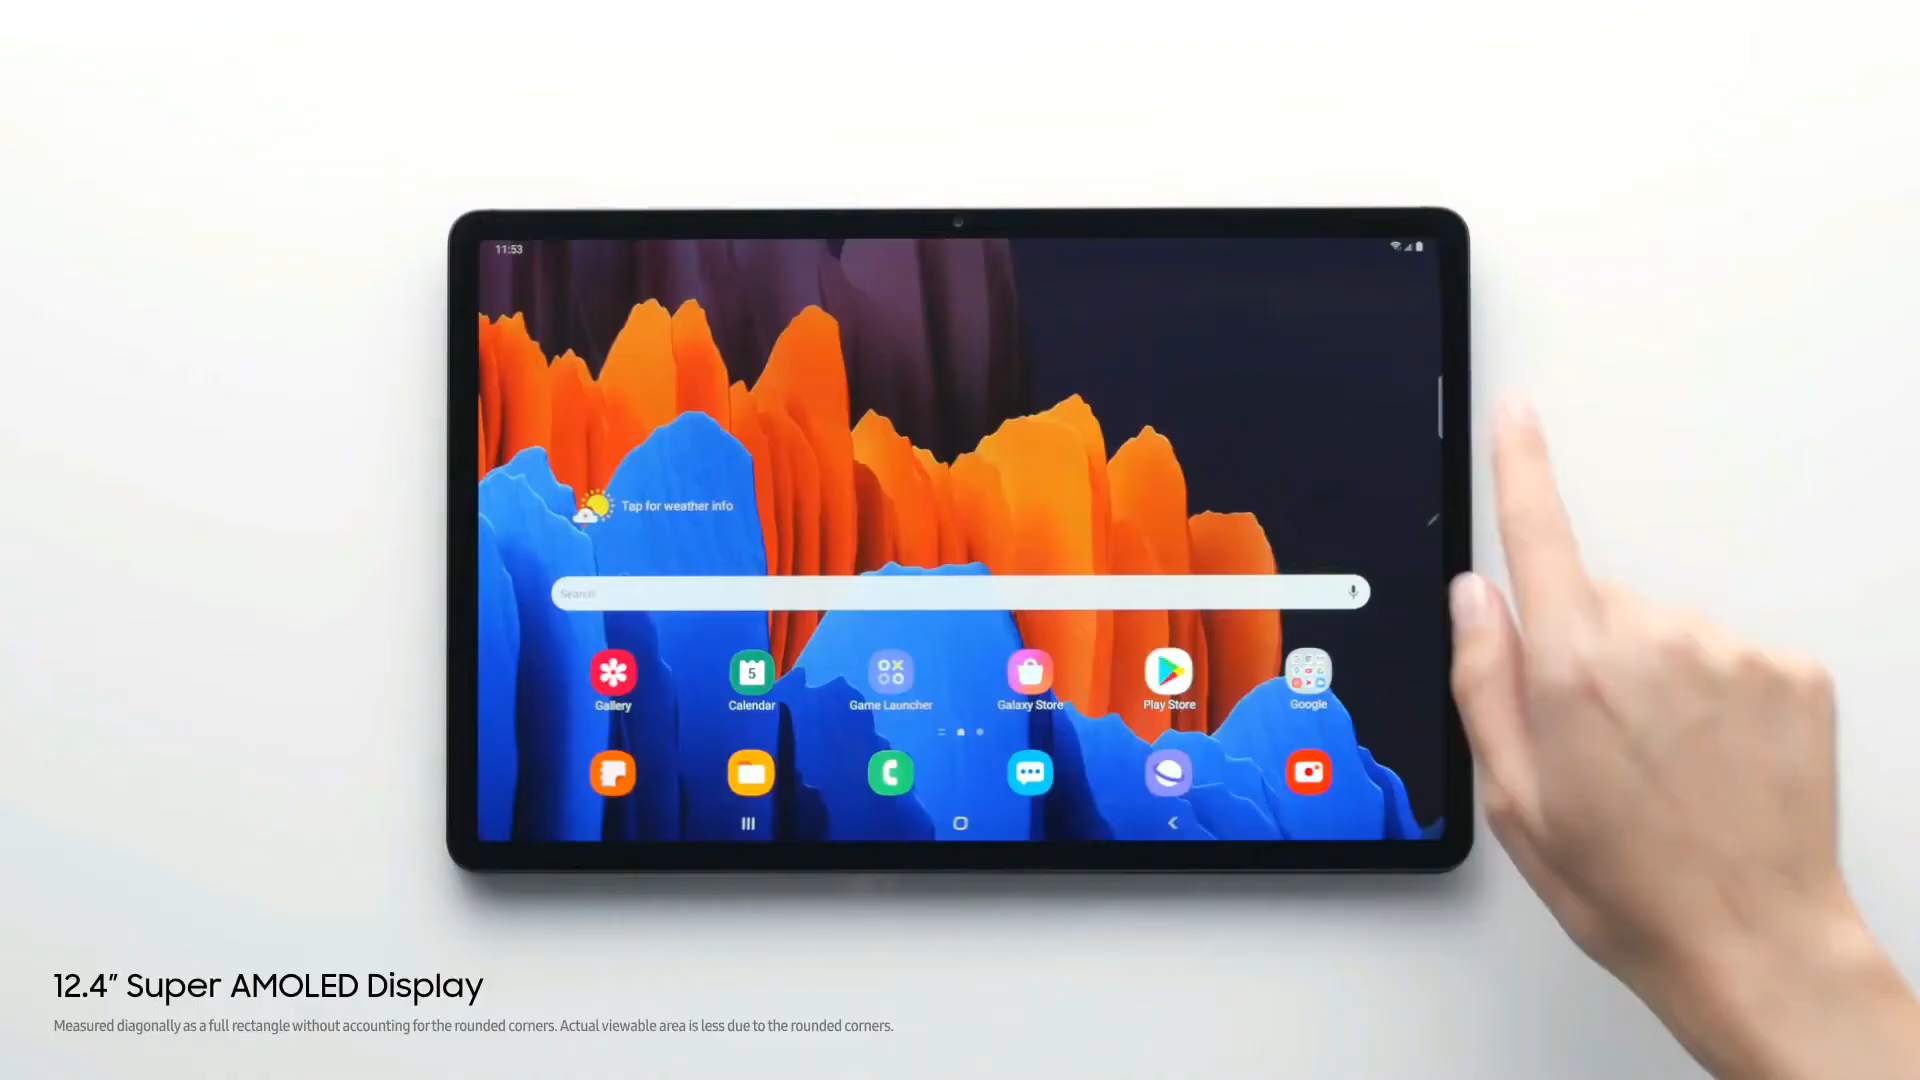 11:53
Tap for weather info
Search
5
Gallery
Calendar
Game Launcher
Galaxy Store
Play Store
Google
12.4" Super AMOLED Display
Measured diagonally as a full rectangle without accounting for the rounded corners. Actual viewable area is less due to the rounded corners.